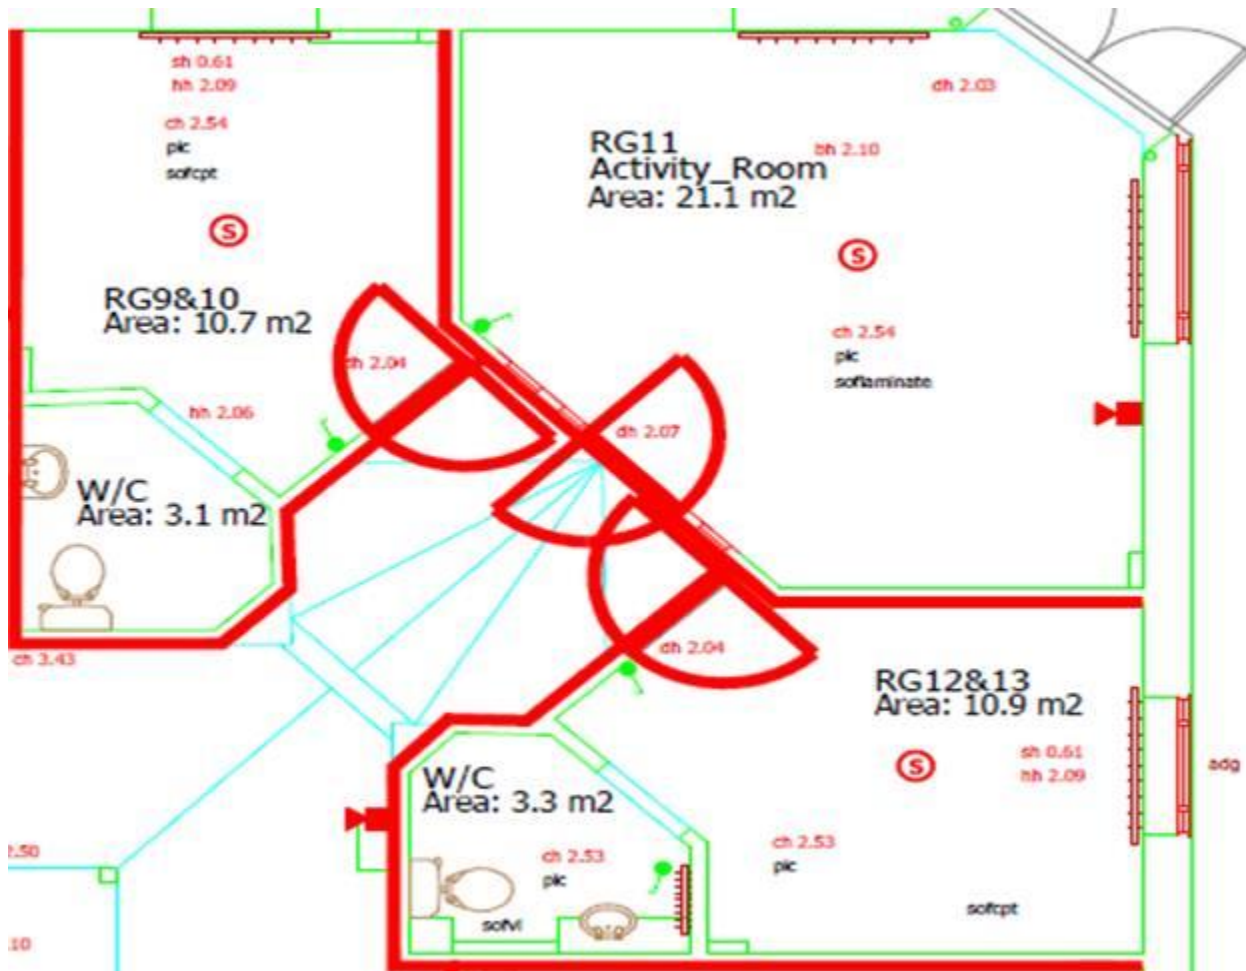 sh 0.61
hh 2.09
ch 2.54
plc
sofcpt
S
RG9&10
Area: 10.7 m2
dh 2.04
hh 2.06
W/C
Area: 3.1 m2
ch 3.43
dh 2.03
RG11
bh 2.10
Activity_Room
Area: 21.1 m2
S
ch 2.54
plc
soflaminate
dh 2.07
dh 2.04
RG12&13
Area: 10.9 m2
S
sh 0.61
hh 2.09
adg
ch 2.53
plc
sofcpt
W/C
Area: 3.3 m2
ch 2.53
plc
sofvl
.50
.10